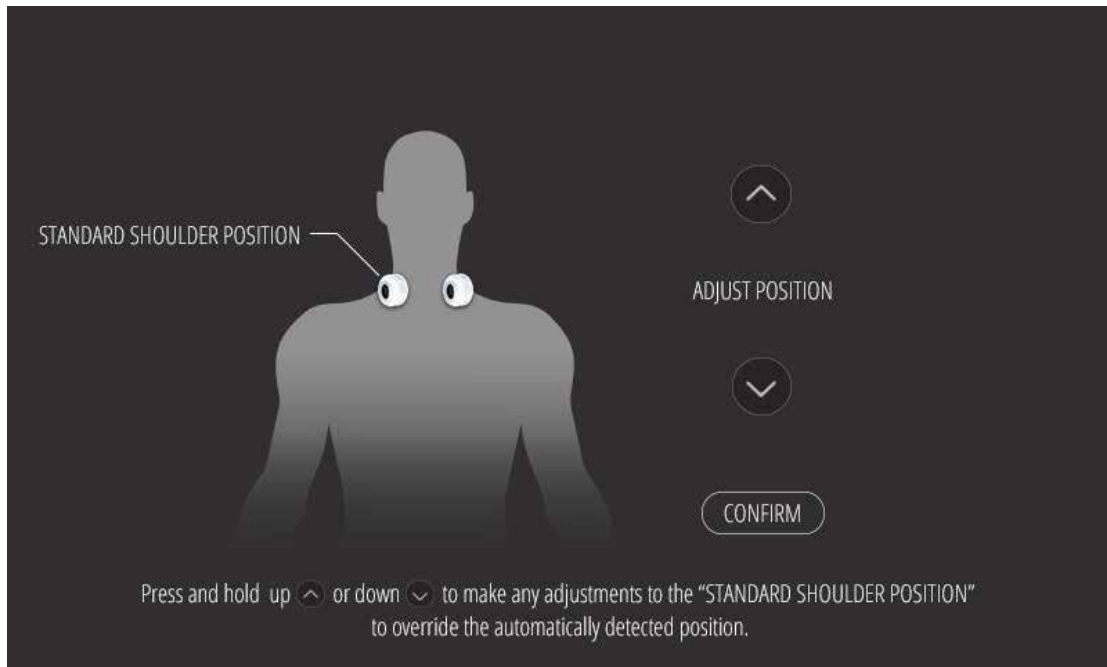 STANDARD SHOULDER POSITION
ADJUST POSITION
CONFIRM
Press and hold up or down to make any adjustments to the “STANDARD SHOULDER POSITION”
to override the automatically detected position.